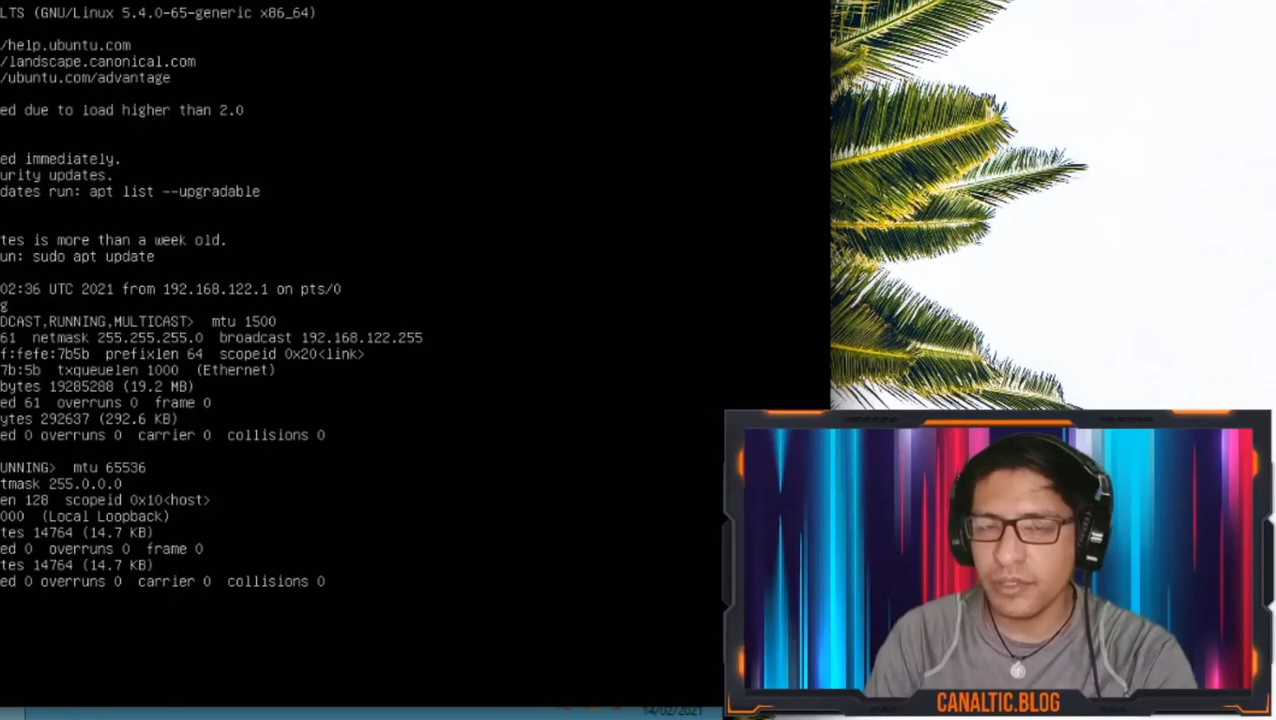 LTS (GNU/Linux 5.4.0-65-generic x86_64)
/help.ubuntu.com
/landscape.canonical.com
/ubuntu.com/advantage
ed due to load higher than 2.0
ed immediately.
urity updates.
dates run: apt list --upgradable
tes is more than a week old.
un: sudo apt update
02:36 UTC 2021 from 192.168.122.1 on pts/0
g
DCAST,RUNNING,MULTICAST>  mtu 1500
61  netmask 255.255.255.0  broadcast 192.168.122.255
f:fefe:7b5b  prefixlen 64  scopeid 0x20<link>
7b:5b  txqueuelen 1000  (Ethernet)
bytes 19285288 (19.2 MB)
ed 61  overruns 0  frame 0
ytes 292637 (292.6 KB)
ed 0 overruns 0  carrier 0  collisions 0
UNNING>  mtu 65536
tmask 255.0.0.0
en 128  scopeid 0x10<host>
000  (Local Loopback)
tes 14764 (14.7 KB)
ed 0  overruns 0  frame 0
tes 14764 (14.7 KB)
ed 0 overruns 0  carrier 0  collisions 0
CANALTIC.BLOG
14/02/2021